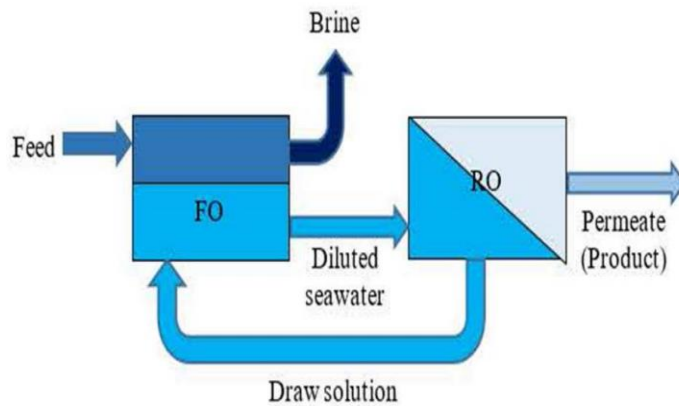 Brine
Feed
FO
RO
Diluted
seawater
Permeate
(Product)
Draw solution